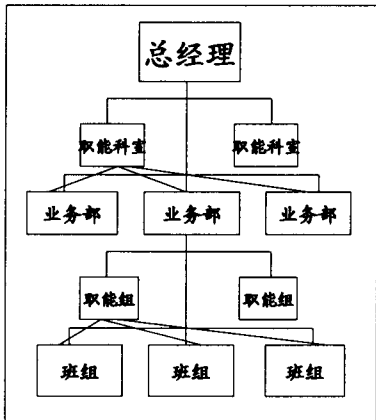 总经理
职能科室 职能科室
业务部 业务部 业务部
职能组 职能组
班组 班组 班组